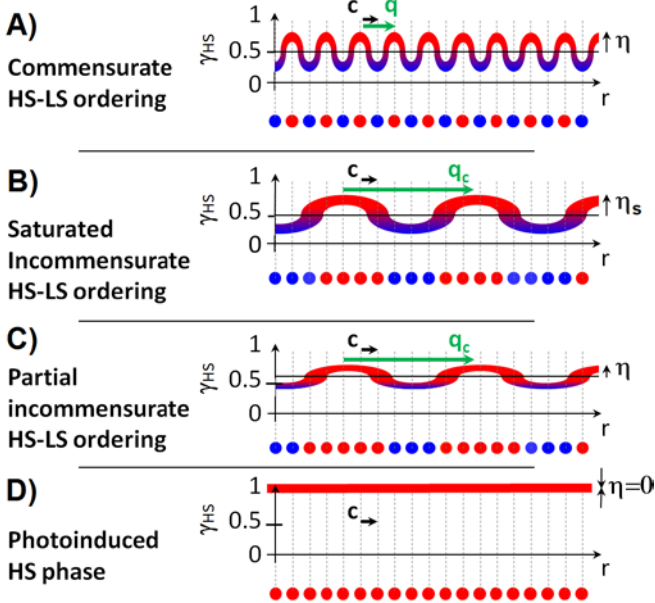 A)
Commensurate
HS-LS ordering
γHS
1
0.5
0
c
q
η
r
B)
Saturated
Incommensurate
HS-LS ordering
γHS
1
0.5
0
c
qc
ηs
r
C)
Partial
incommensurate
HS-LS ordering
γHS
1
0.5
0
c
qc
η
r
D)
Photoinduced
HS phase
γHS
1
0.5
0
c
η=0
r